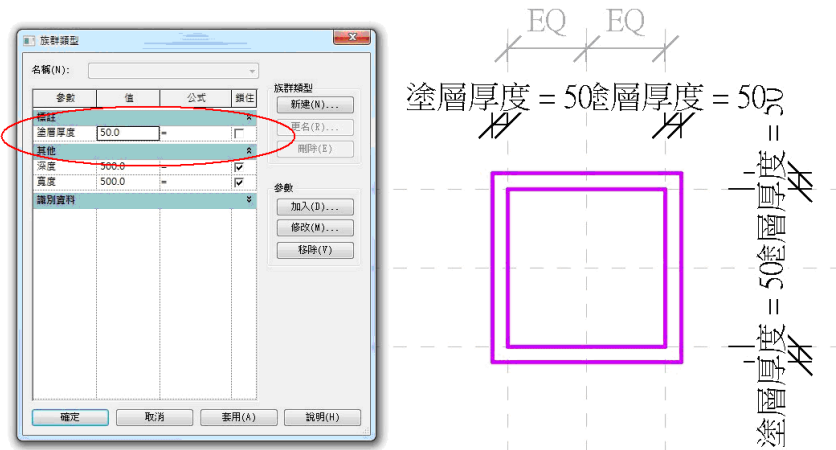 族群類型
名稱(N):
參數 值 公式 鎖住
標註
塗層厚度 50.0 =
其他
深度 500.0 =
寬度 500.0 =
識別資料
族群類型
新建(N)...
更名(R)...
刪除(E)
參數
加入(D)...
修改(M)...
移除(V)
確定 取消 套用(A) 說明(H)
EQ EQ
塗層厚度 = 50塗層厚度 = 50
塗層厚度 = 50塗層厚度 = 50